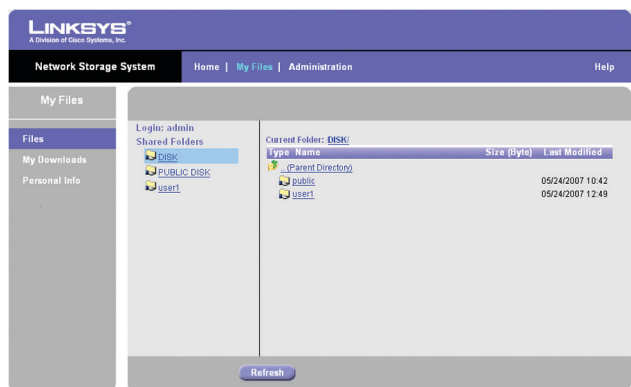 LINKSYS®
A Division of Cisco Systems, Inc.
Network Storage System
Home | My Files | Administration
Help
My Files
Files
My Downloads
Personal Info
Login: admin
Shared Folders
DISK
PUBLIC DISK
user1
Current Folder: /DISK/
Type Name Size (Byte) Last Modified
.. (Parent Directory)
public 05/24/2007 10:42
user1 05/24/2007 12:49
Refresh